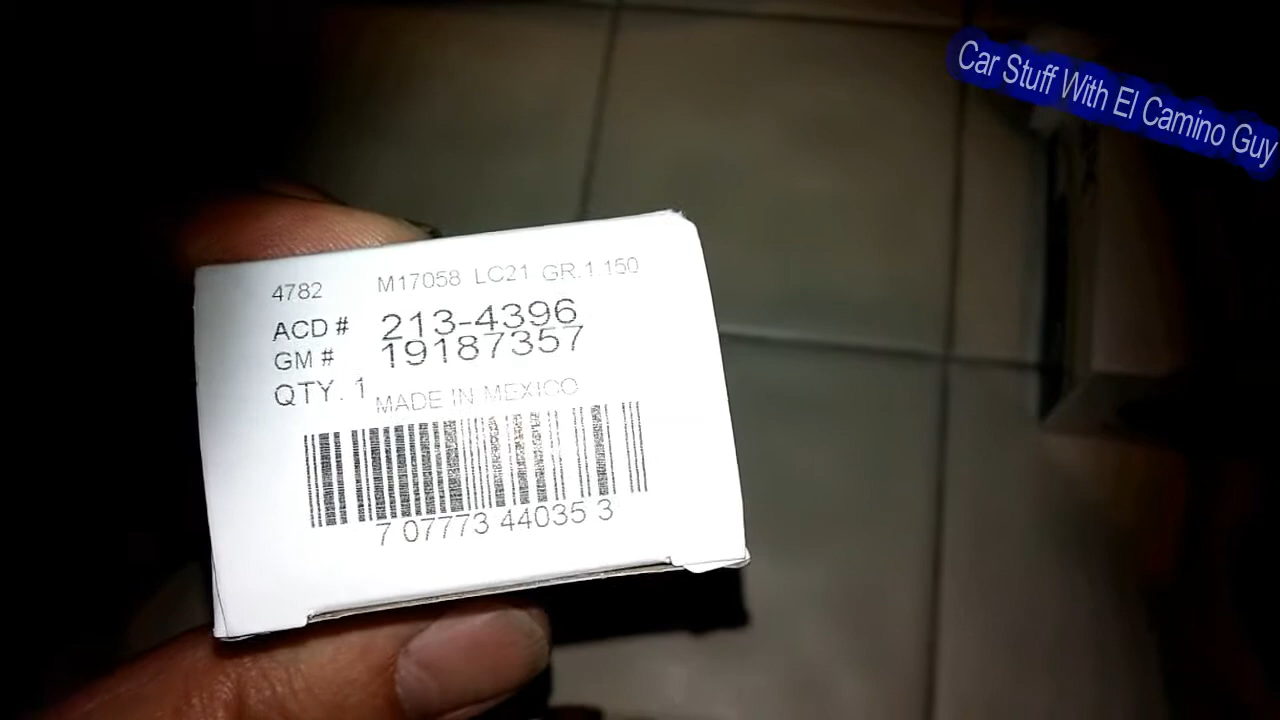 Car Stuff With El Camino Guy
4782 M17058 LC21 GR.1.150
ACD # 213-4396
GM # 19187357
QTY. 1 MADE IN MEXICO
7 07773 44035 3